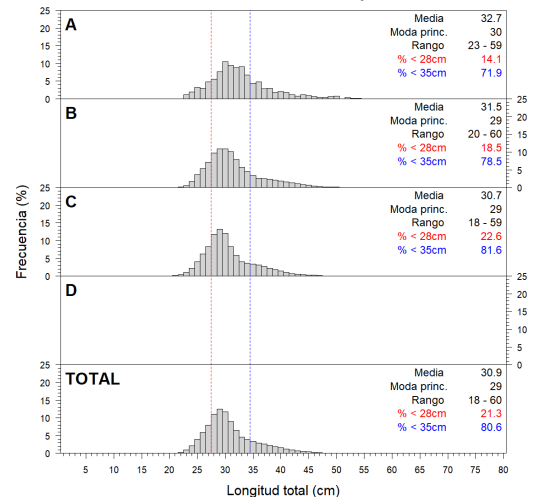 25
20
15
10
5
0
A
Media 32.7
Moda princ. 30
Rango 23 - 59
% < 28cm 14.1
% < 35cm 71.9
25
20
15
10
5
0
B
Media 31.5
Moda princ. 29
Rango 20 - 60
% < 28cm 18.5
% < 35cm 78.5
25
20
15
10
5
0
C
Media 30.7
Moda princ. 29
Rango 18 - 59
% < 28cm 22.6
% < 35cm 81.6
25
20
15
10
5
0
D
25
20
15
10
5
0
TOTAL
Media 30.9
Moda princ. 29
Rango 18 - 60
% < 28cm 21.3
% < 35cm 80.6
Frecuencia (%)
5 10 15 20 25 30 35 40 45 50 55 60 65 70 75 80
Longitud total (cm)